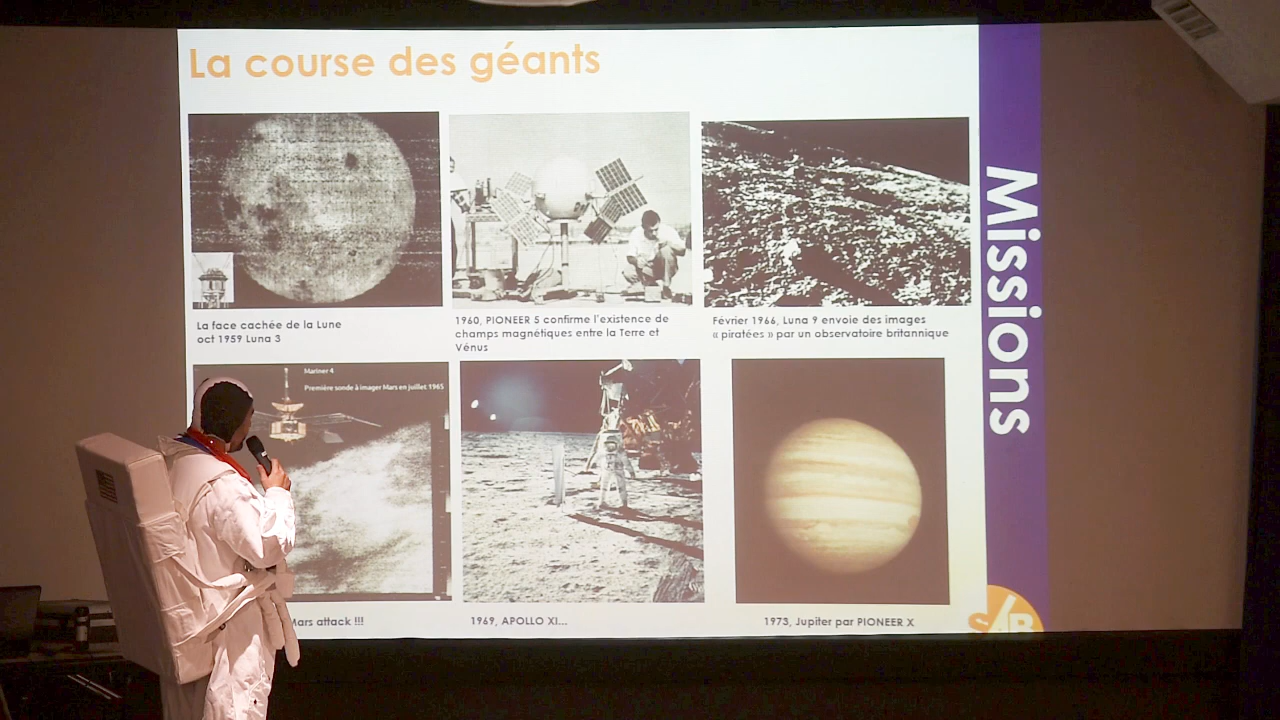 La course des géants
La face cachée de la Lune
oct 1959 Luna 3
1960, PIONEER 5 confirme l'existence de
champs magnétiques entre la Terre et
Vénus
Février 1966, Luna 9 envoie des images
« piratées » par un observatoire britannique
Mariner 4
Première sonde à imager Mars en juillet 1965
Mars attack !!!
1969, APOLLO XI...
1973, Jupiter par PIONEER X
Missions